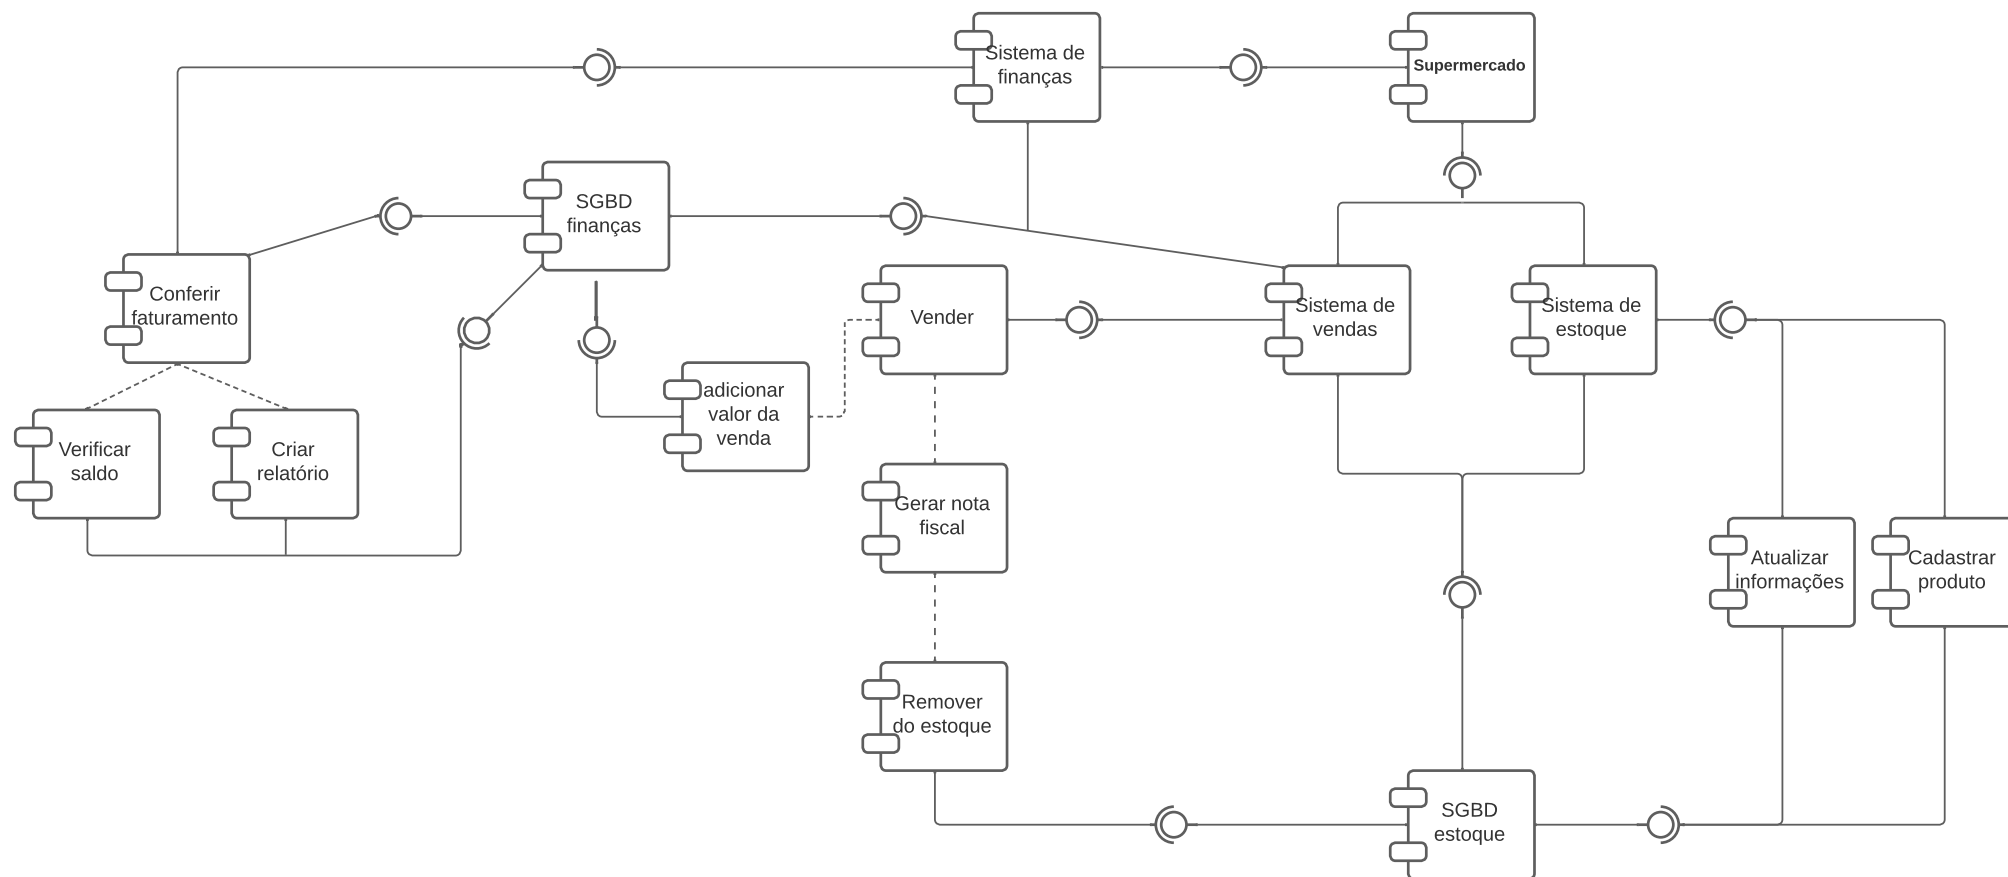 Sistema de
finanças
Supermercado
SGBD
finanças
Conferir
faturamento
Vender
Sistema de
vendas
Sistema de
estoque
adicionar
valor da
venda
Verificar
saldo
Criar
relatório
Gerar nota
fiscal
Atualizar
informações
Cadastrar
produto
Remover
do estoque
SGBD
estoque